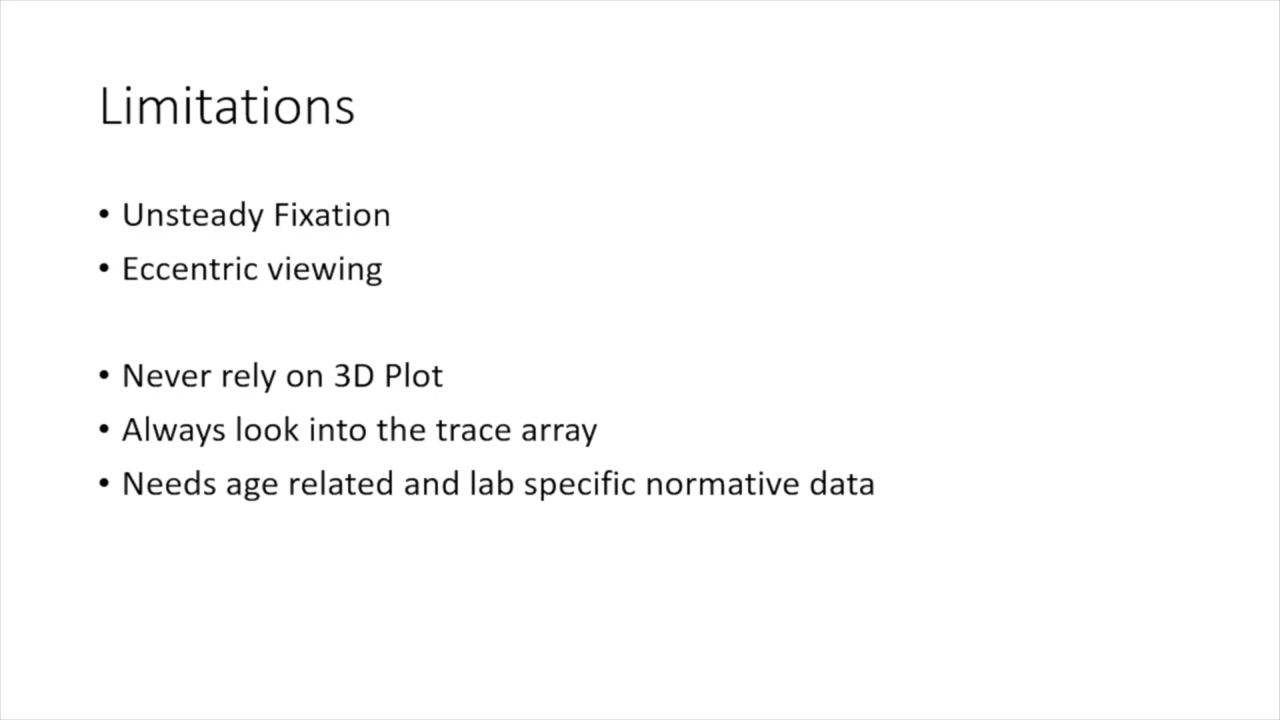 Limitations
• Unsteady Fixation
• Eccentric viewing
• Never rely on 3D Plot
• Always look into the trace array
• Needs age related and lab specific normative data